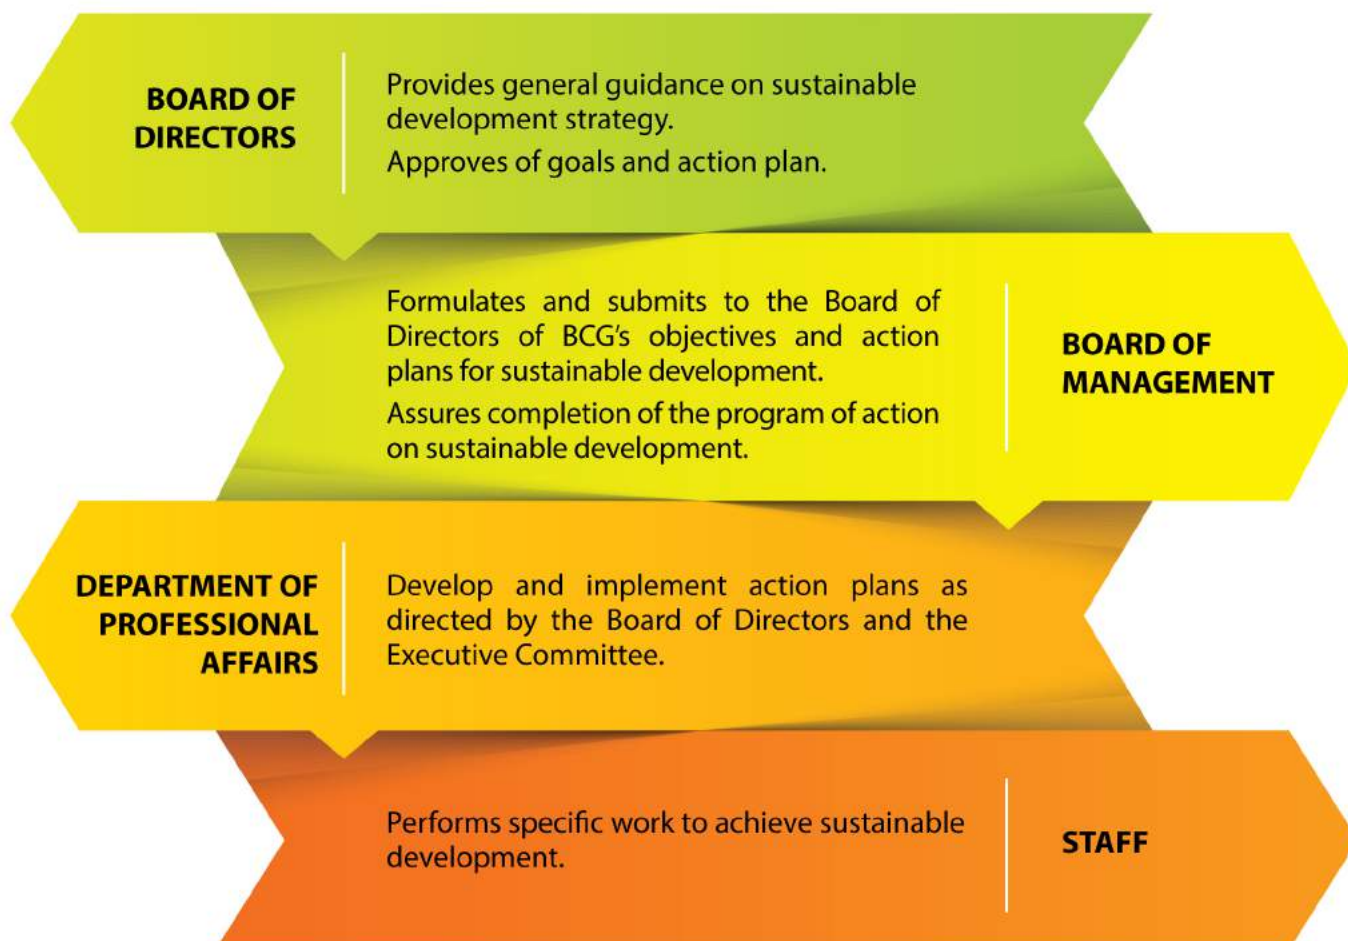 BOARD OF
DIRECTORS
Provides general guidance on sustainable
development strategy.
Approves of goals and action plan.
Formulates and submits to the Board of
Directors of BCG's objectives and action
plans for sustainable development.
Assures completion of the program of action
on sustainable development.
BOARD OF
MANAGEMENT
DEPARTMENT OF
PROFESSIONAL
AFFAIRS
Develop and implement action plans as
directed by the Board of Directors and the
Executive Committee.
Performs specific work to achieve sustainable
development.
STAFF